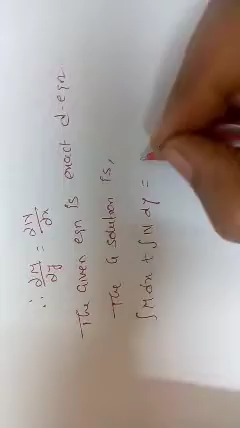 ∴ ∂M/∂y = ∂N/∂x
The Given eqn is exact d-eqn
The G solution is,
∫M dx + ∫N dy =